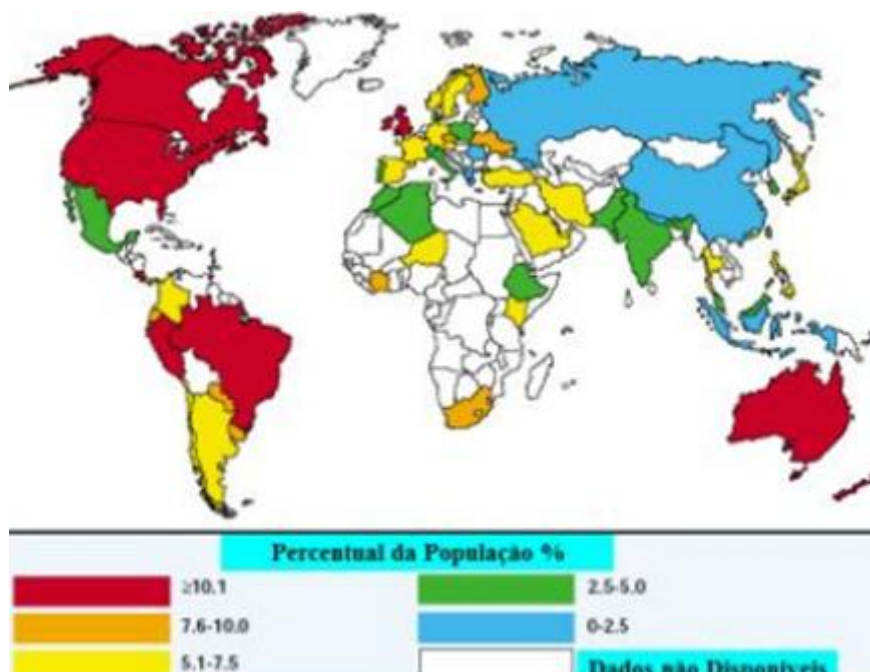 Percentual da População %
≥10.1
7.6-10.0
5.1-7.5
2.5-5.0
0-2.5
Dados não Disponíveis